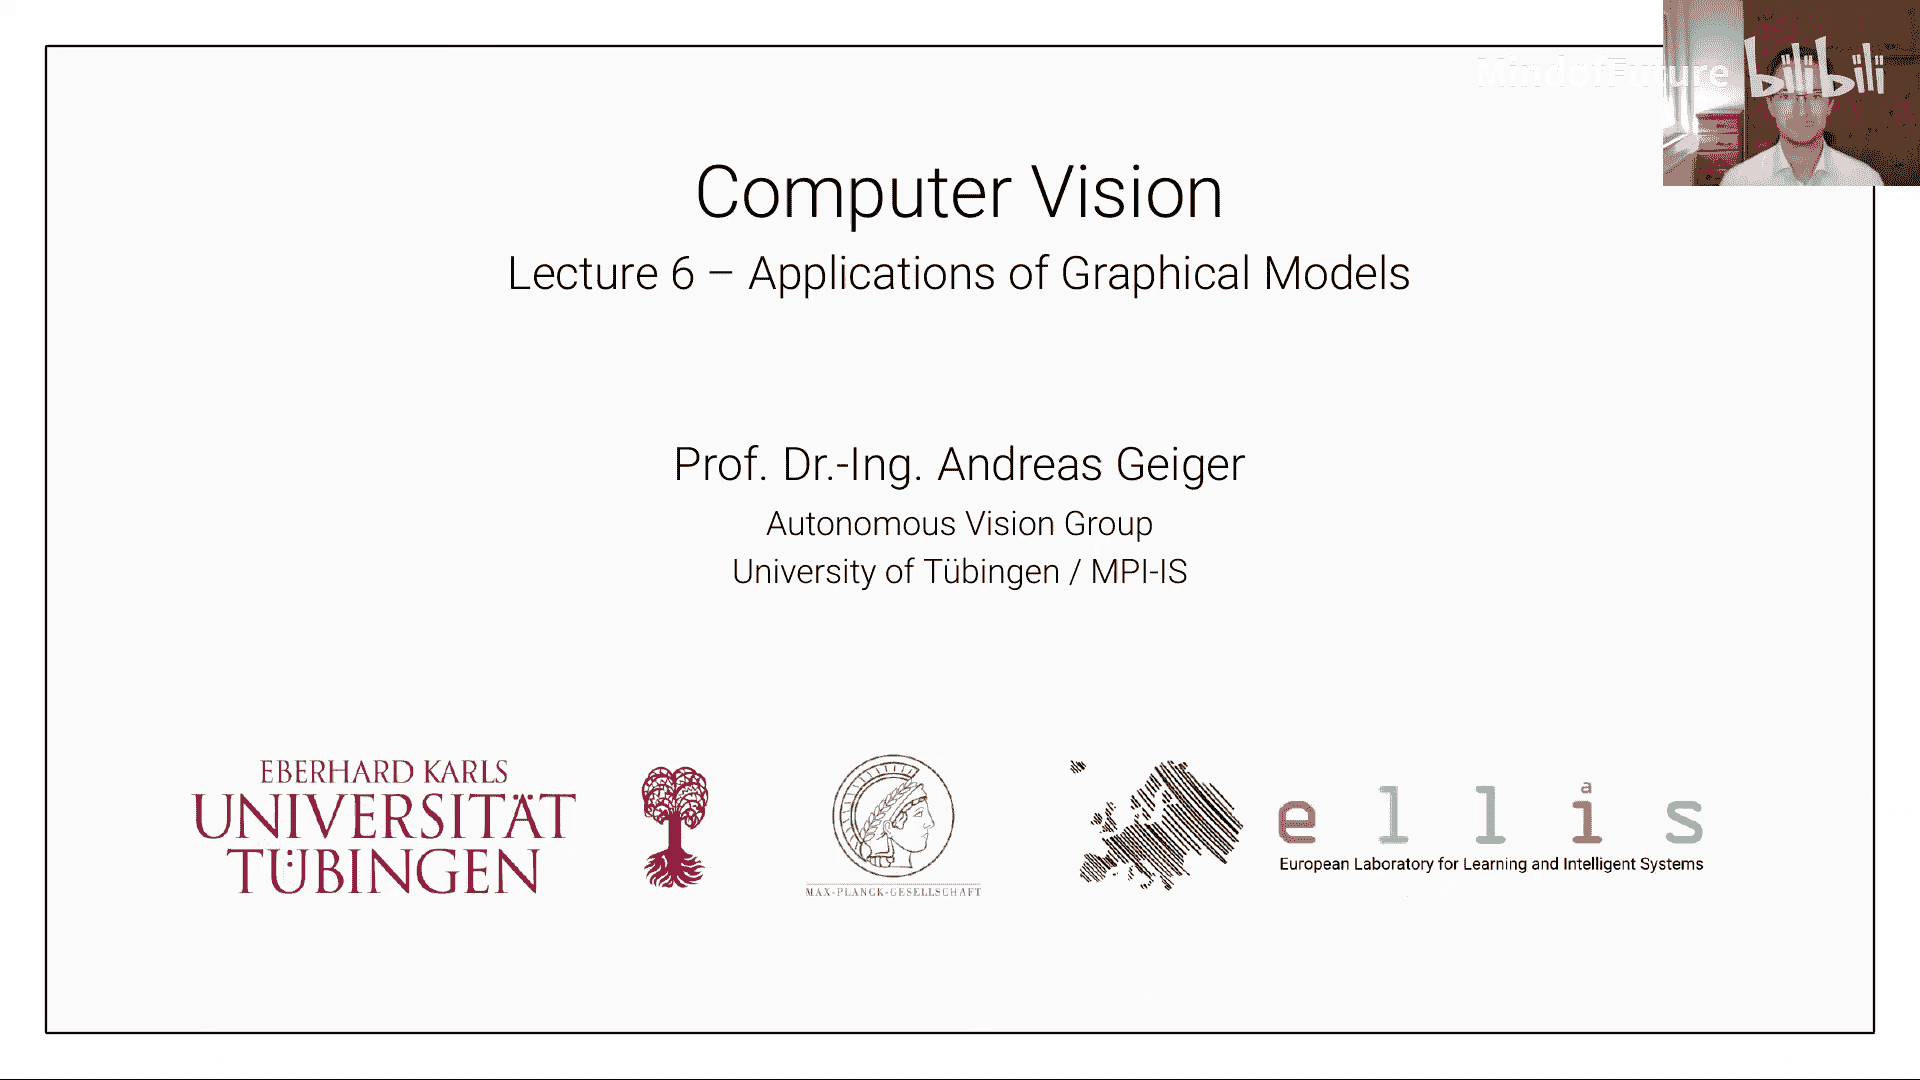 MindofFuture
bilibili
Computer Vision
Lecture 6 – Applications of Graphical Models
Prof. Dr.-Ing. Andreas Geiger
Autonomous Vision Group
University of Tübingen / MPI-IS
EBERHARD KARLS
UNIVERSITÄT
TÜBINGEN
MAX-PLANCK-GESELLSCHAFT
e l l i s
a
European Laboratory for Learning and Intelligent Systems